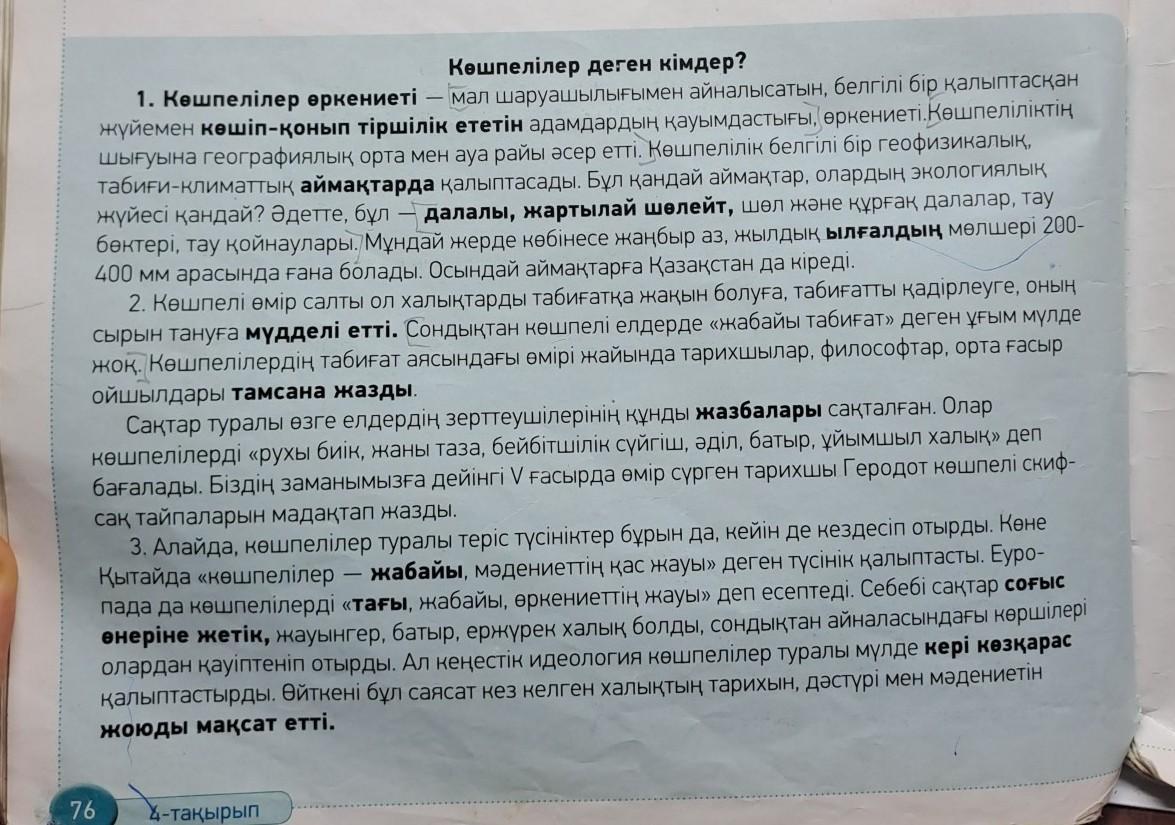 Көшпелілер деген кімдер?
1. Көшпелілер өркениеті — мал шаруашылығымен айналысатын, белгілі бір қалыптасқан
жүйемен көшіп-қонып тіршілік ететін адамдардың қауымдастығы, өркениеті. Көшпеліліктің
шығуына географиялық орта мен ауа райы әсер етті. Көшпелілік белгілі бір геофизикалық,
табиғи-климаттық аймақтарда қалыптасады. Бұл қандай аймақтар, олардың экологиялық
жүйесі қандай? Әдетте, бұл — далалы, жартылай шөлейт, шөл және құрғақ далалар, тау
бөктері, тау қойнаулары. Мұндай жерде көбінесе жаңбыр аз, жылдық ылғалдың мөлшері 200-
400 мм арасында ғана болады. Осындай аймақтарға Қазақстан да кіреді.
2. Көшпелі өмір салты ол халықтарды табиғатқа жақын болуға, табиғатты қадірлеуге, оның
сырын тануға мүдделі етті. Сондықтан көшпелі елдерде «жабайы табиғат» деген ұғым мүлде
жоқ. Көшпелілердің табиғат аясындағы өмірі жайында тарихшылар, философтар, орта ғасыр
ойшылдары тамсана жазды.
Сақтар туралы өзге елдердің зерттеушілерінің құнды жазбалары сақталған. Олар
көшпелілерді «рухы биік, жаны таза, бейбітшілік сүйгіш, әділ, батыр, ұйымшыл халық» деп
бағалады. Біздің заманымызға дейінгі V ғасырда өмір сүрген тарихшы Геродот көшпелі скиф-
сақ тайпаларын мадақтап жазды.
3. Алайда, көшпелілер туралы теріс түсініктер бұрын да, кейін де кездесіп отырды. Көне
Қытайда «көшпелілер — жабайы, мәдениеттің қас жауы» деген түсінік қалыптасты. Еуро-
пада да көшпелілерді «тағы, жабайы, өркениеттің жауы» деп есептеді. Себебі сақтар соғыс
өнеріне жетік, жауынгер, батыр, ержүрек халық болды, сондықтан айналасындағы көршілері
олардан қауіптеніп отырды. Ал кеңестік идеология көшпелілер туралы мүлде кері көзқарас
қалыптастырды. Өйткені бұл саясат кез келген халықтың тарихын, дәстүрі мен мәдениетін
жоюды мақсат етті.
76 4-тақырып